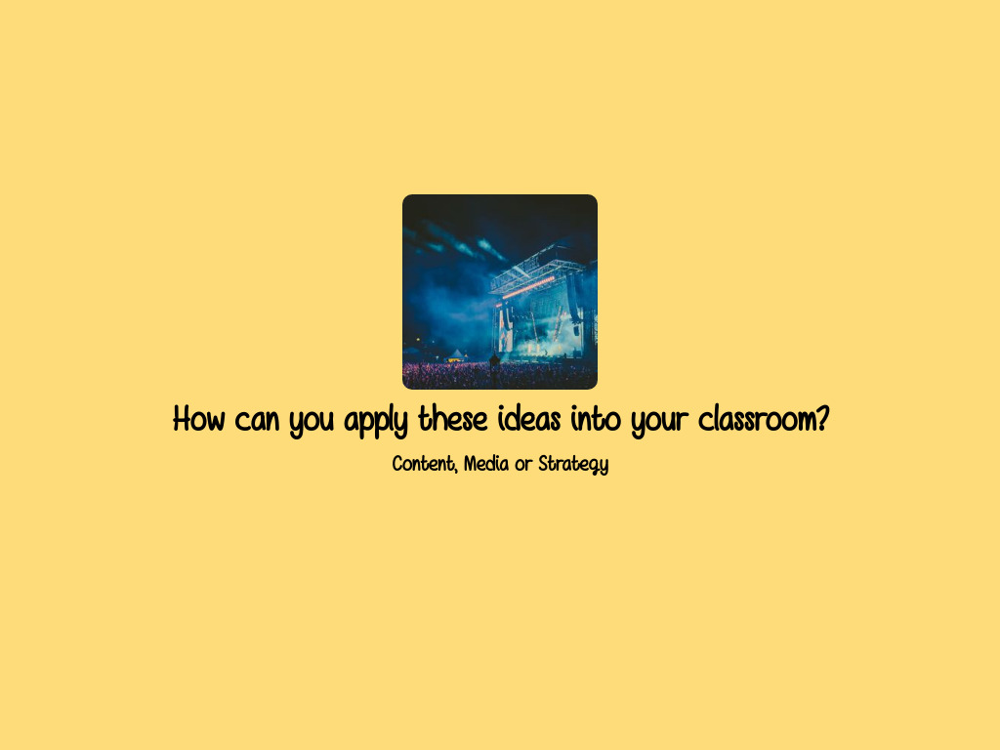 How can you apply these ideas into your classroom?
Content, Media or Strategy